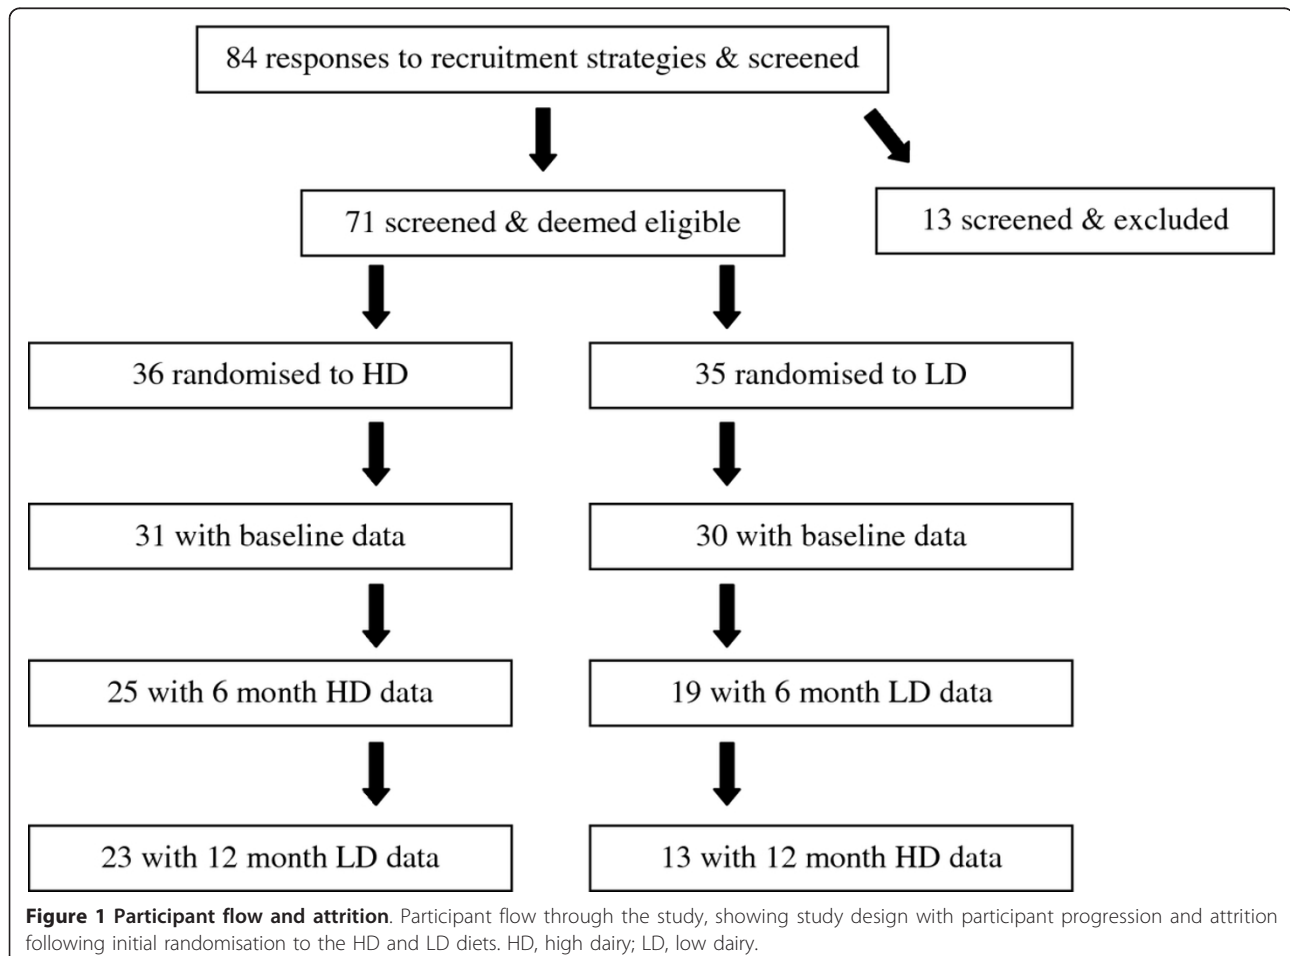 84 responses to recruitment strategies & screened
71 screened & deemed eligible
13 screened & excluded
36 randomised to HD
35 randomised to LD
31 with baseline data
30 with baseline data
25 with 6 month HD data
19 with 6 month LD data
23 with 12 month LD data
13 with 12 month HD data
Figure 1 Participant flow and attrition. Participant flow through the study, showing study design with participant progression and attrition
following initial randomisation to the HD and LD diets. HD, high dairy; LD, low dairy.